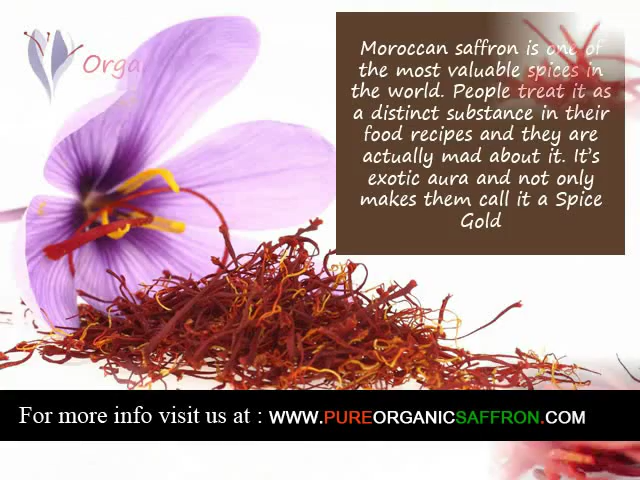 Orga
Moroccan saffron is one of
the most valuable spices in
the world. People treat it as
a distinct substance in their
food recipes and they are
actually mad about it. It's
exotic aura and not only
makes them call it a Spice
Gold
For more info visit us at : WWW.PUREORGANICSAFFRON.COM